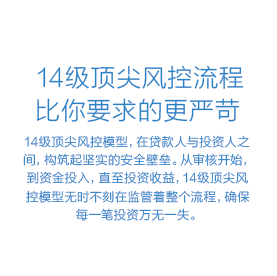 14级顶尖风控流程
比你要求的更严苛
14级顶尖风控模型，在贷款人与投资人之
间，构筑起坚实的安全壁垒。从审核开始，
到资金投入，直至投资收益，14级顶尖风
控模型无时不刻在监管着整个流程，确保
每一笔投资万无一失。